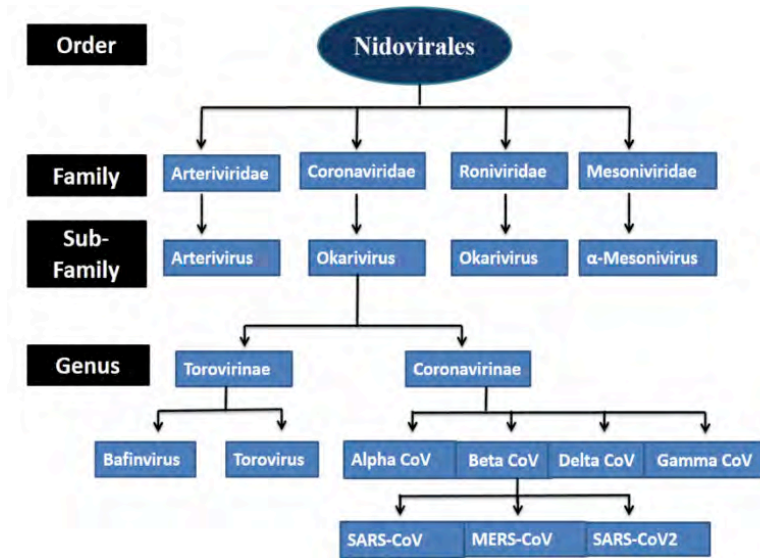 Order
Nidovirales
Family
Arteriviridae
Coronaviridae
Roniviridae
Mesoniviridae
Sub-
Family
Arterivirus
Okarivirus
Okarivirus
α-Mesonivirus
Genus
Torovirinae
Coronavirinae
Bafinvirus
Torovirus
Alpha CoV
Beta CoV
Delta CoV
Gamma CoV
SARS-CoV
MERS-CoV
SARS-CoV2